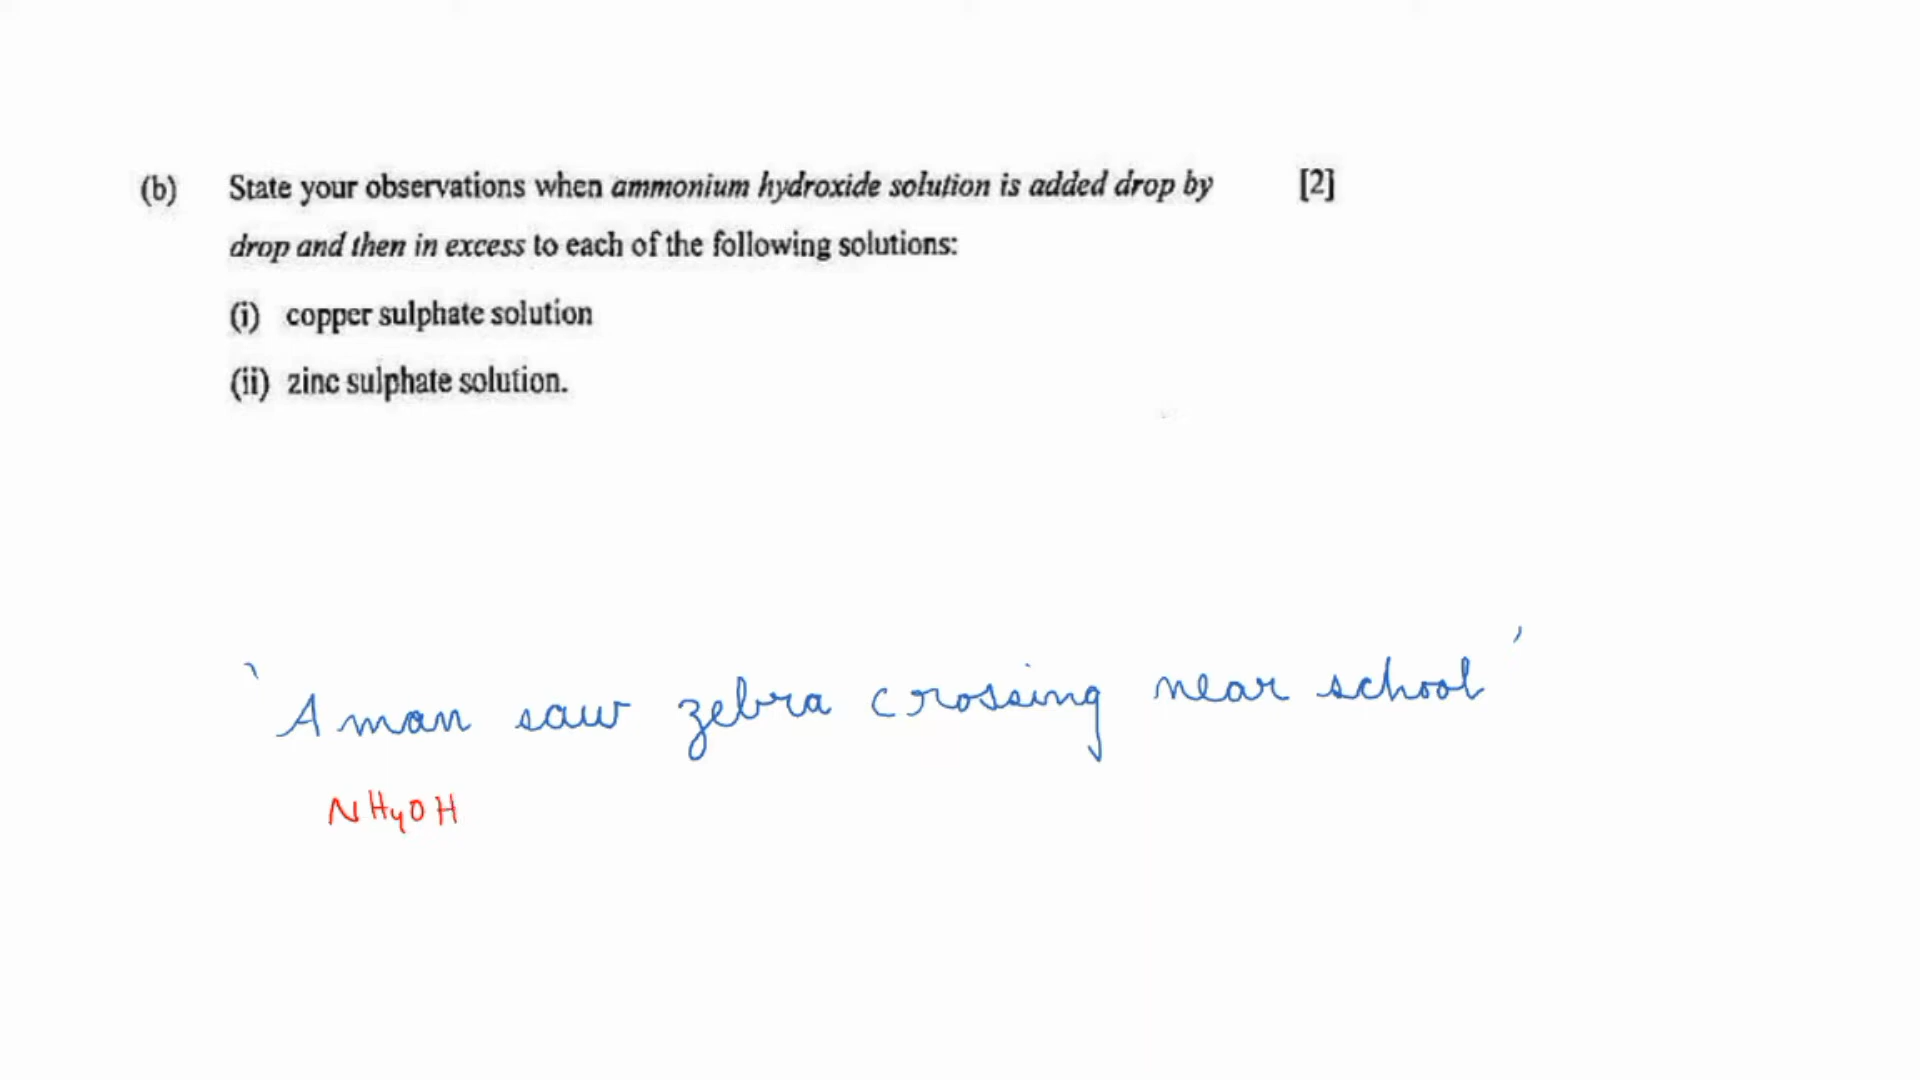 (b) State your observations when ammonium hydroxide solution is added drop by [2]
drop and then in excess to each of the following solutions:
(i) copper sulphate solution
(ii) zinc sulphate solution.
‘ A man saw zebra crossing near school ’
NH4OH